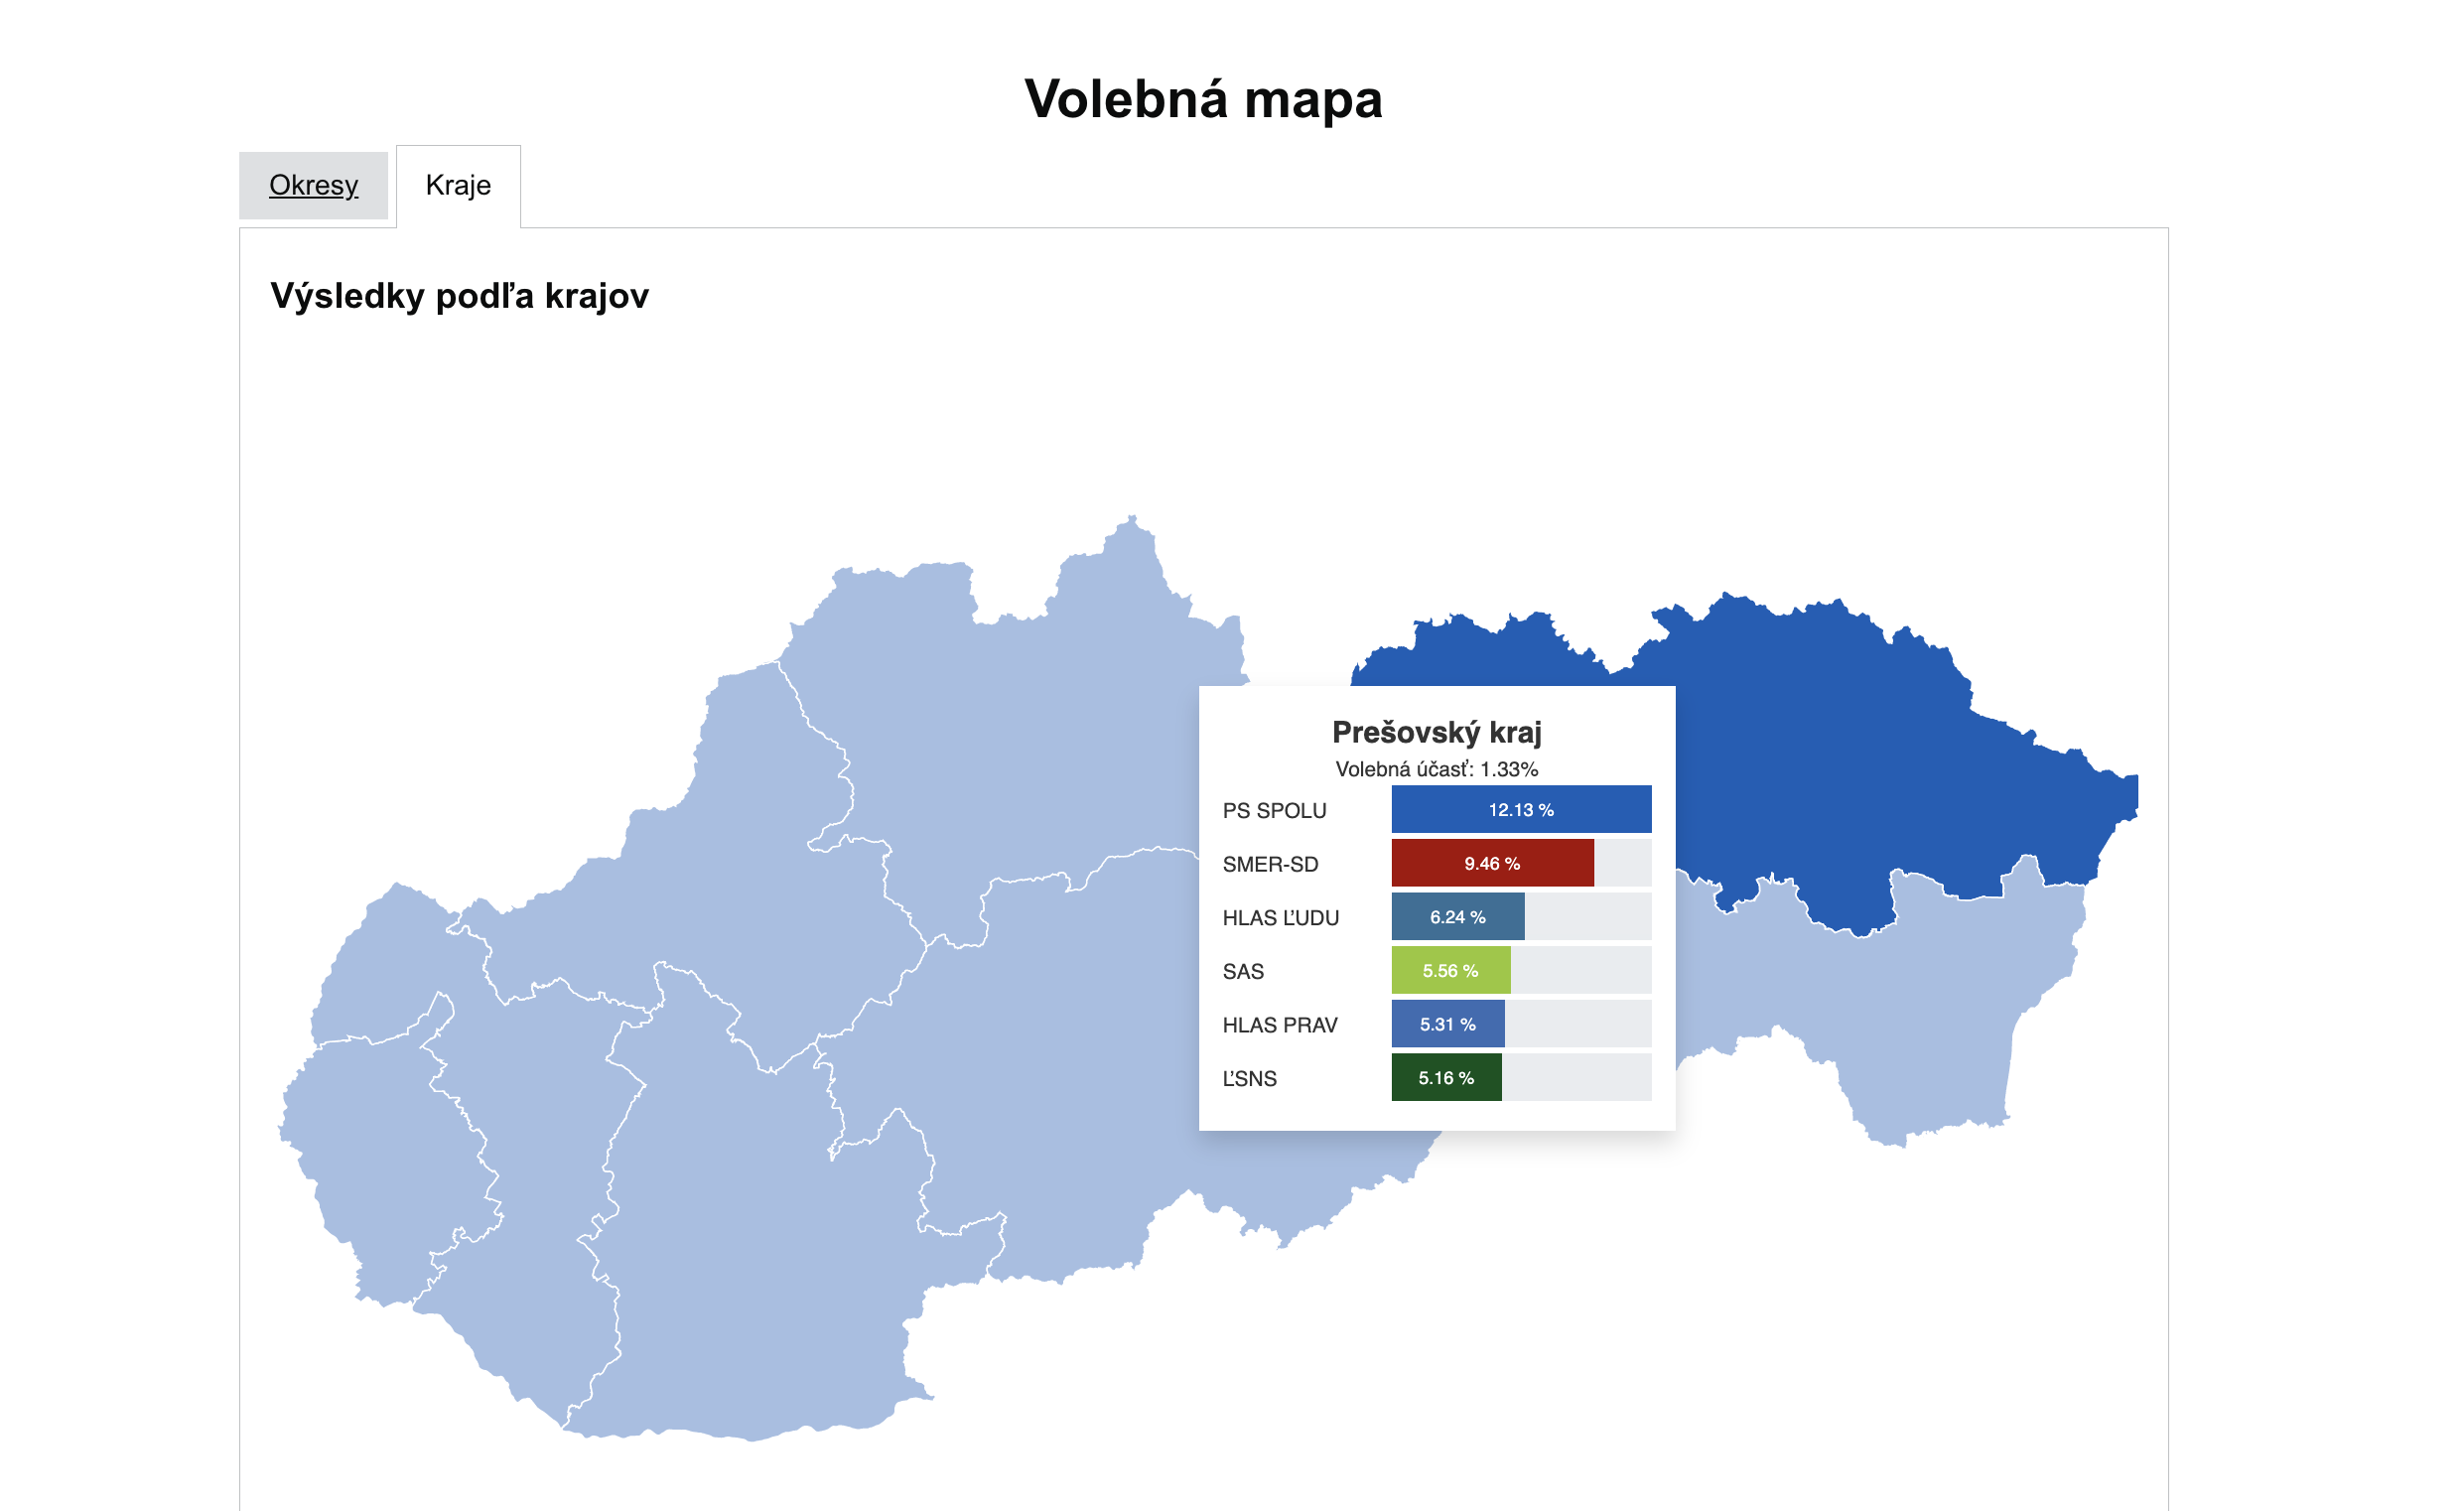 Volebná mapa
Okresy
Kraje
Výsledky podľa krajov
Prešovský kraj
Volebná účasť: 1.33%
PS SPOLU 12.13 %
SMER-SD 9.46 %
HLAS ĽUDU 6.24 %
SAS 5.56 %
HLAS PRAV 5.31 %
ĽSNS 5.16 %